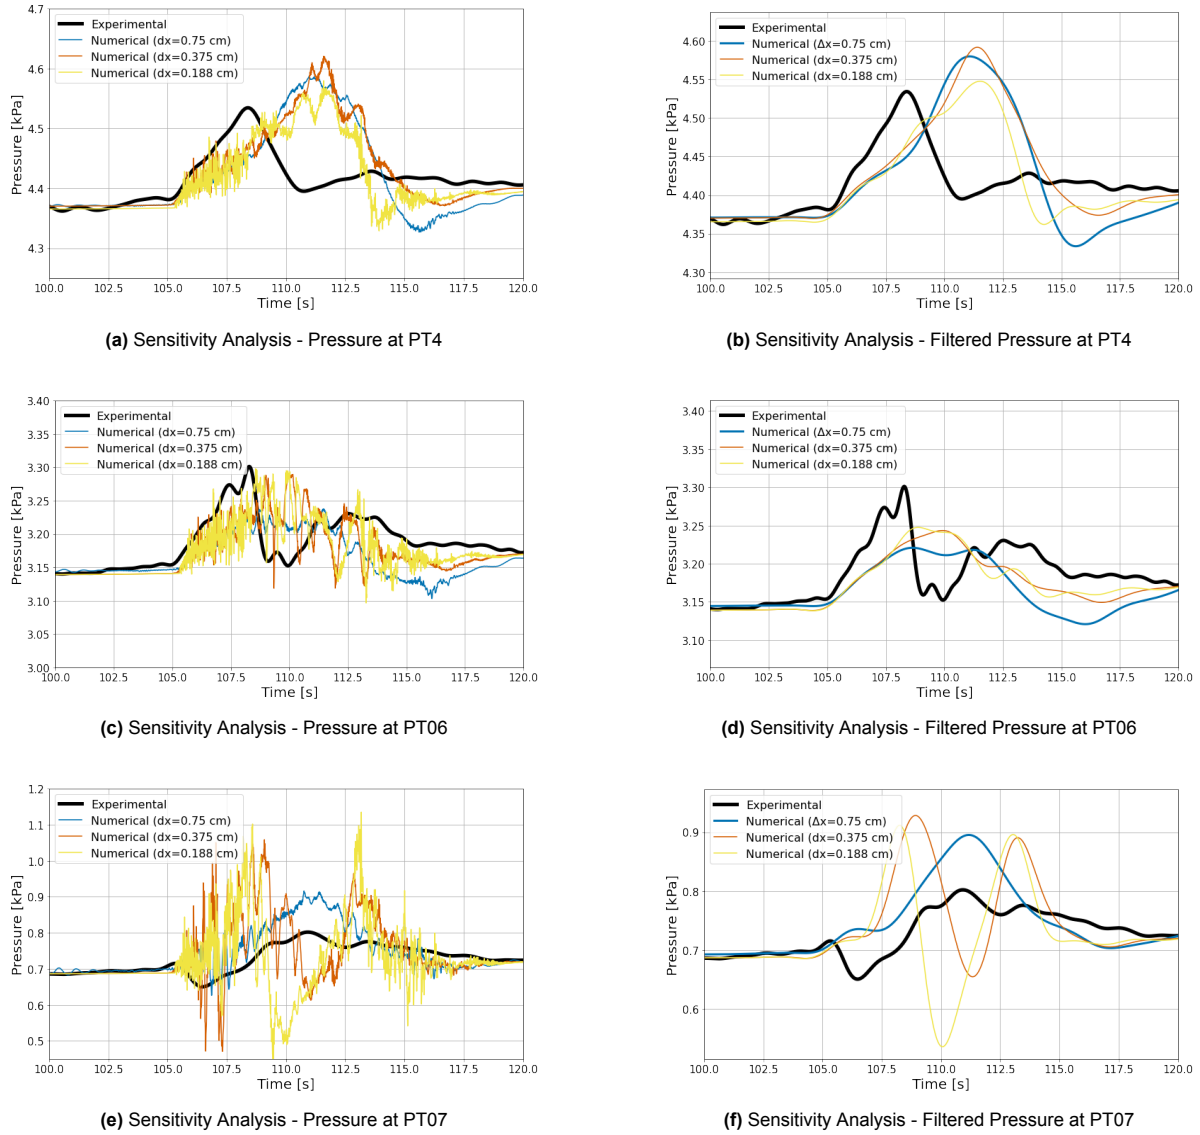 4.7
4.6
4.5
4.4
4.3
Pressure [kPa]
Experimental
Numerical (dx=0.75 cm)
Numerical (dx=0.375 cm)
Numerical (dx=0.188 cm)
100.0 102.5 105.0 107.5 110.0 112.5 115.0 117.5 120.0
Time [s]
(a) Sensitivity Analysis - Pressure at PT4
4.60
4.55
4.50
4.45
4.40
4.35
4.30
Pressure [kPa]
Experimental
Numerical (Δx=0.75 cm)
Numerical (dx=0.375 cm)
Numerical (dx=0.188 cm)
100.0 102.5 105.0 107.5 110.0 112.5 115.0 117.5 120.0
Time [s]
(b) Sensitivity Analysis - Filtered Pressure at PT4
3.40
3.35
3.30
3.25
3.20
3.15
3.10
3.05
3.00
Pressure [kPa]
Experimental
Numerical (dx=0.75 cm)
Numerical (dx=0.375 cm)
Numerical (dx=0.188 cm)
100.0 102.5 105.0 107.5 110.0 112.5 115.0 117.5 120.0
Time [s]
(c) Sensitivity Analysis - Pressure at PT06
3.40
3.35
3.30
3.25
3.20
3.15
3.10
Pressure [kPa]
Experimental
Numerical (Δx=0.75 cm)
Numerical (dx=0.375 cm)
Numerical (dx=0.188 cm)
100.0 102.5 105.0 107.5 110.0 112.5 115.0 117.5 120.0
Time [s]
(d) Sensitivity Analysis - Filtered Pressure at PT06
1.2
1.1
1.0
0.9
0.8
0.7
0.6
0.5
Pressure [kPa]
Experimental
Numerical (dx=0.75 cm)
Numerical (dx=0.375 cm)
Numerical (dx=0.188 cm)
100.0 102.5 105.0 107.5 110.0 112.5 115.0 117.5 120.0
Time [s]
(e) Sensitivity Analysis - Pressure at PT07
0.9
0.8
0.7
0.6
Pressure [kPa]
Experimental
Numerical (Δx=0.75 cm)
Numerical (dx=0.375 cm)
Numerical (dx=0.188 cm)
100.0 102.5 105.0 107.5 110.0 112.5 115.0 117.5 120.0
Time [s]
(f) Sensitivity Analysis - Filtered Pressure at PT07